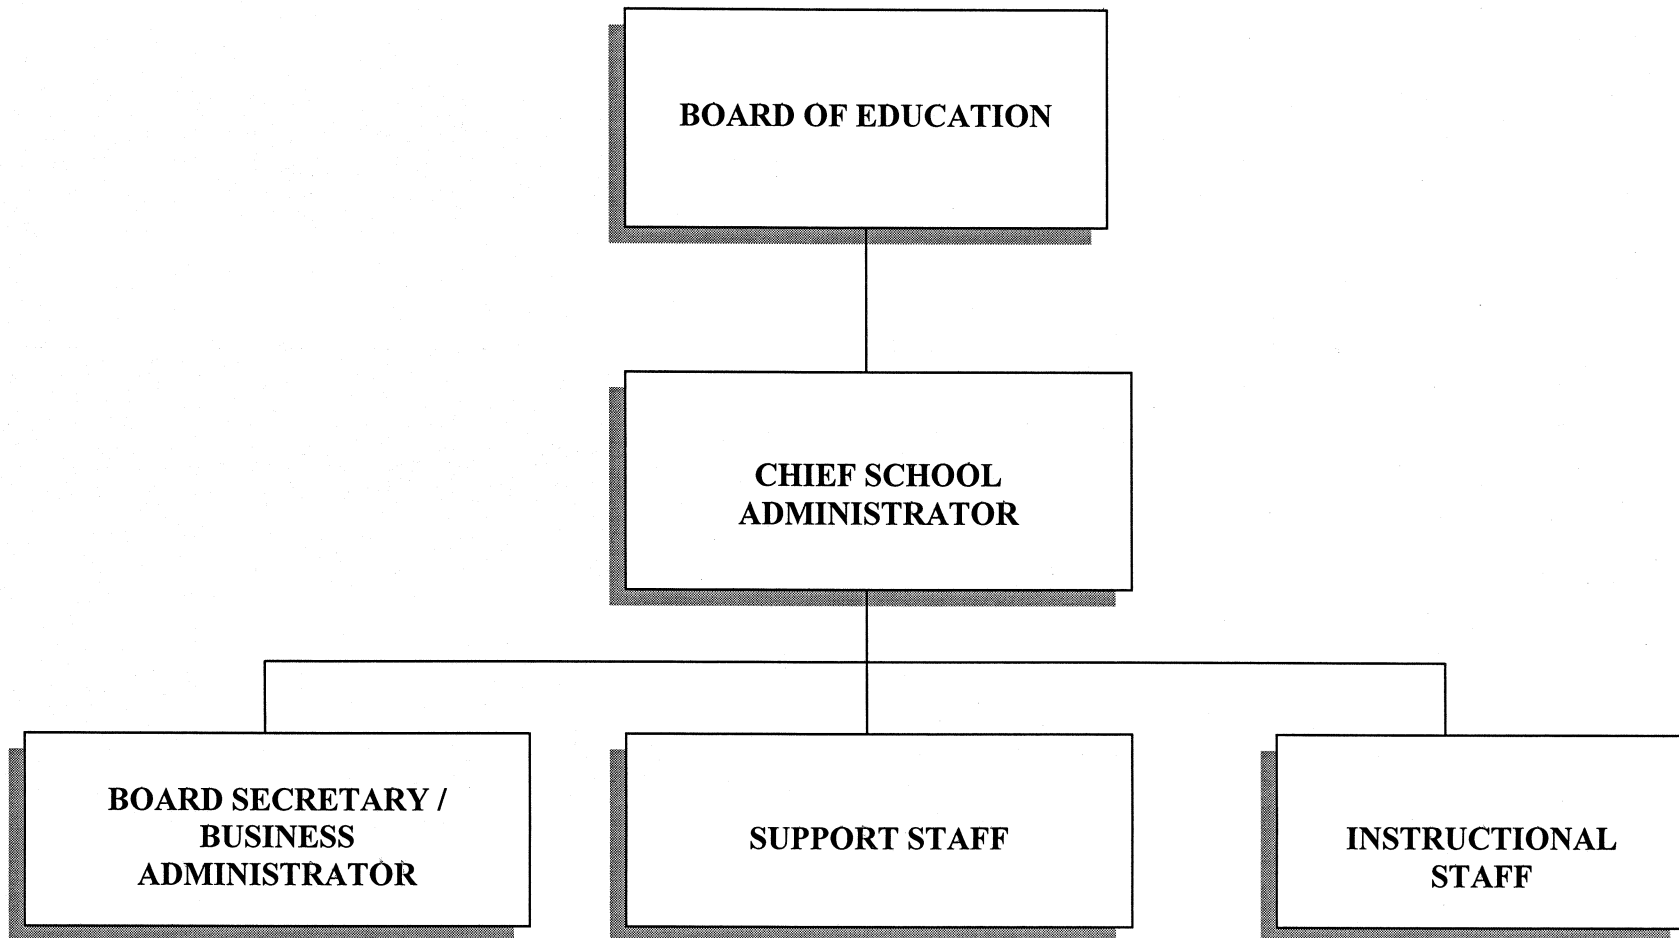 BOARD OF EDUCATION
CHIEF SCHOOL
ADMINISTRATOR
BOARD SECRETARY /
BUSINESS
ADMINISTRATOR
SUPPORT STAFF
INSTRUCTIONAL
STAFF